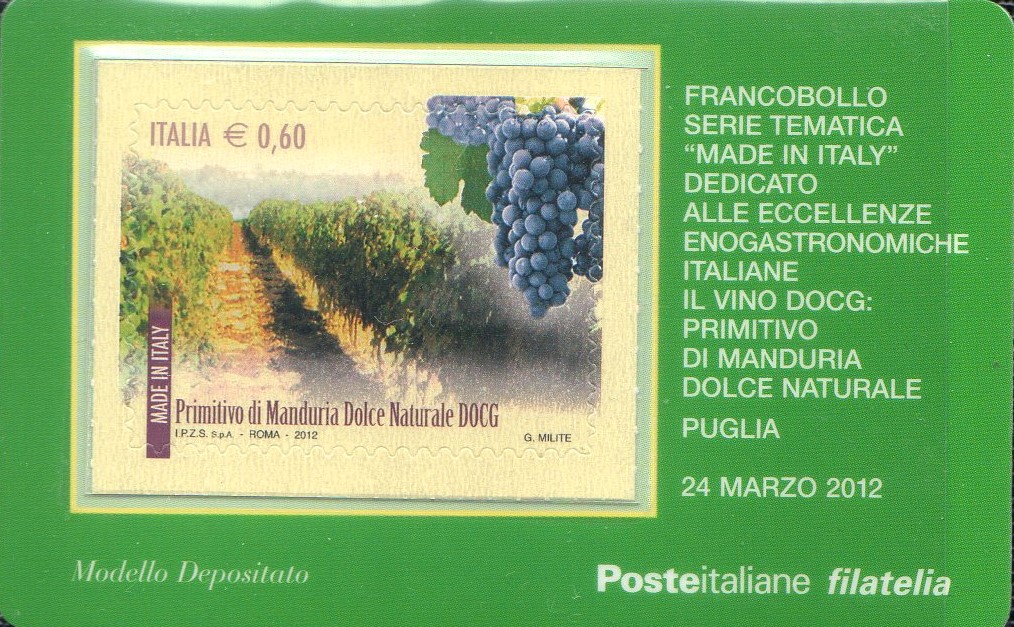 ITALIA € 0,60
MADE IN ITALY
Primitivo di Manduria Dolce Naturale DOCG
I.P.Z.S. S.p.A. - ROMA - 2012
G. MILITE
FRANCOBOLLO
SERIE TEMATICA
“MADE IN ITALY”
DEDICATO
ALLE ECCELLENZE
ENOGASTRONOMICHE
ITALIANE
IL VINO DOCG:
PRIMITIVO
DI MANDURIA
DOLCE NATURALE
PUGLIA
24 MARZO 2012
Modello Depositato
Posteitaliane filatelia